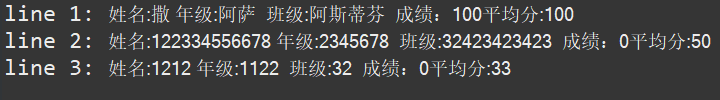 line 1: 姓名:撒 年级:阿萨  班级:阿斯蒂芬  成绩：100平均分:100
line 2: 姓名:122334556678 年级:2345678  班级:32423423423  成绩：0平均分:50
line 3: 姓名:1212 年级:1122  班级:32  成绩：0平均分:33